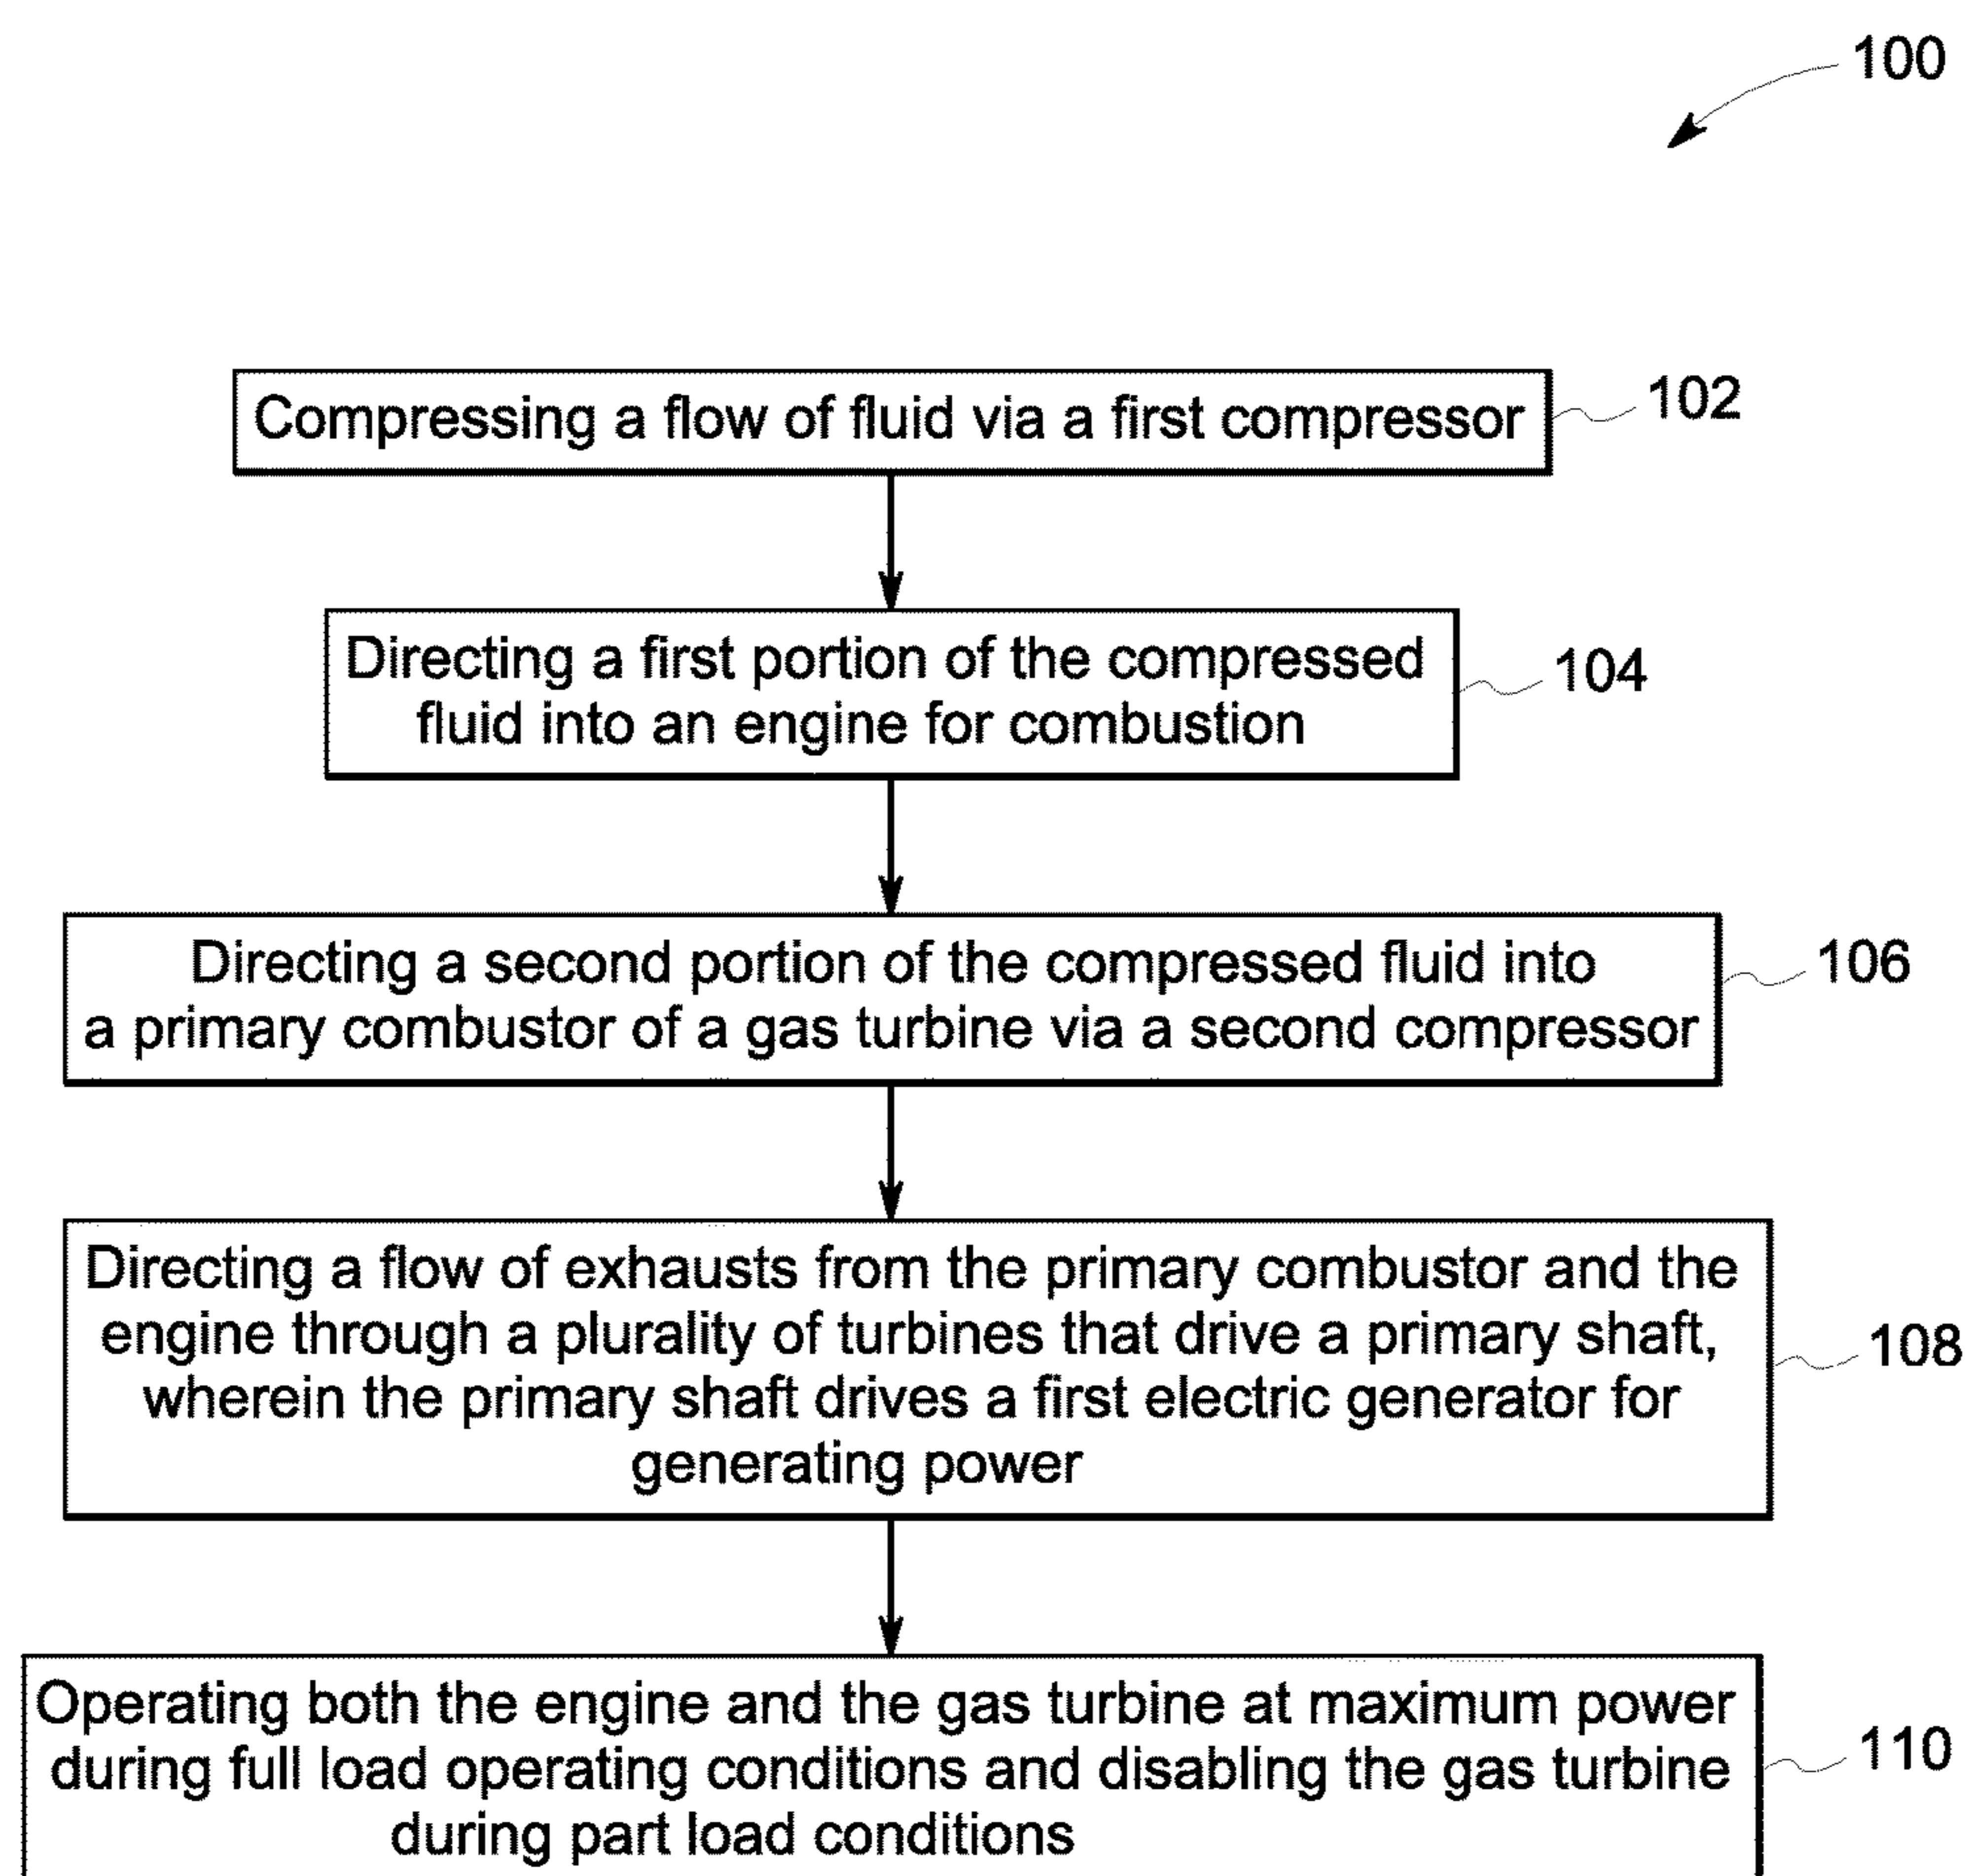 100
Compressing a flow of fluid via a first compressor
102
Directing a first portion of the compressed
fluid into an engine for combustion
104
Directing a second portion of the compressed fluid into
a primary combustor of a gas turbine via a second compressor
106
Directing a flow of exhausts from the primary combustor and the
engine through a plurality of turbines that drive a primary shaft,
wherein the primary shaft drives a first electric generator for
generating power
108
Operating both the engine and the gas turbine at maximum power
during full load operating conditions and disabling the gas turbine
during part load conditions
110